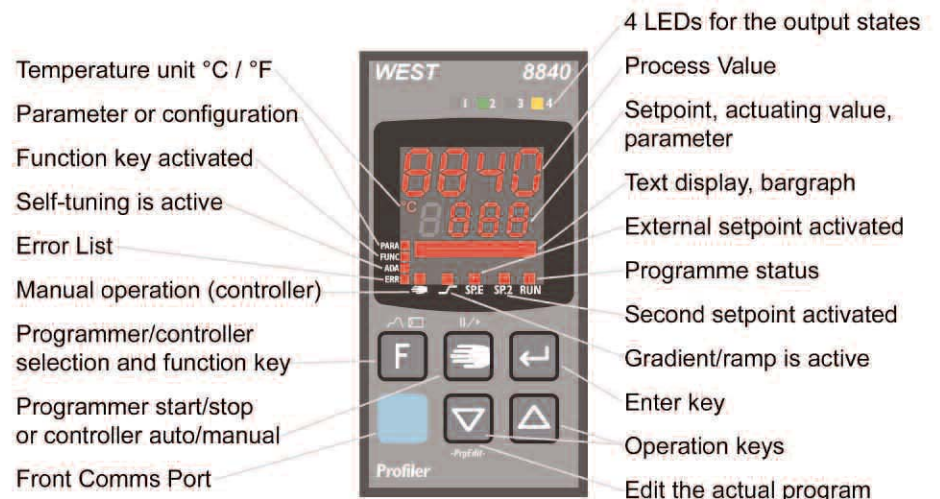 Temperature unit °C / °F
Parameter or configuration
Function key activated
Self-tuning is active
Error List
Manual operation (controller)
Programmer/controller
selection and function key
Programmer start/stop
or controller auto/manual
Front Comms Port
WEST 8840
1 2 3 4
8840
°C 8888
PARA
FUNC
ADA
ERR
SP.E SP.2 RUN
F
-PrpEdit-
Profiler
4 LEDs for the output states
Process Value
Setpoint, actuating value,
parameter
Text display, bargraph
External setpoint activated
Programme status
Second setpoint activated
Gradient/ramp is active
Enter key
Operation keys
Edit the actual program